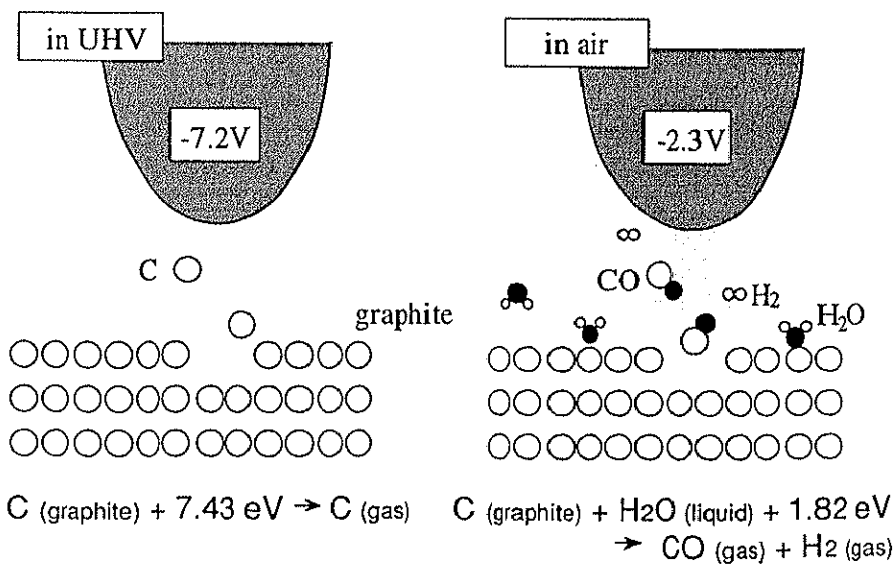 in UHV
-7.2V
C
graphite
C (graphite) + 7.43 eV → C (gas)
in air
-2.3V
CO
H2
H2O
C (graphite) + H2O (liquid) + 1.82 eV
→ CO (gas) + H2 (gas)